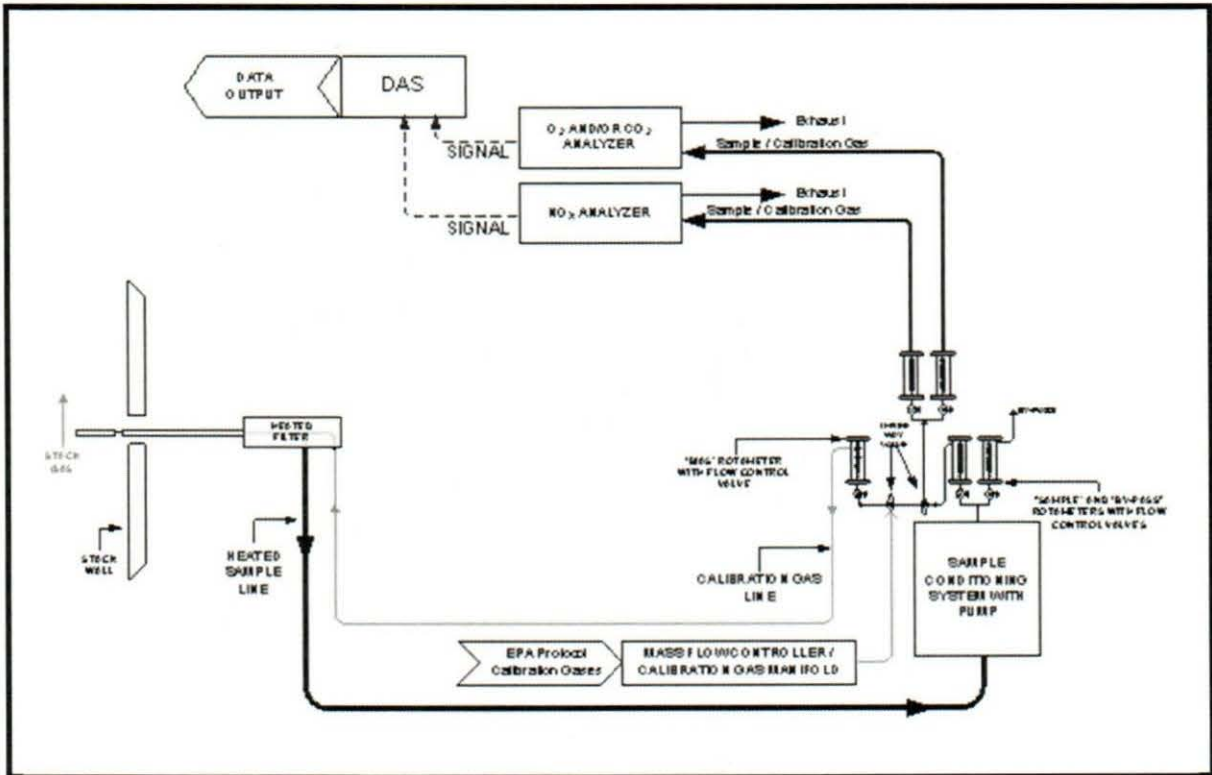 DATA
OUTPUT
DAS
O₂ AND/OR CO₂
ANALYZER
Exhaust
Sample / Calibration Gas
SIGNAL
NOx ANALYZER
Exhaust
Sample / Calibration Gas
SIGNAL
STACK
GAS
HEATED
FILTER
STACK
WALL
HEATED
SAMPLE
LINE
"BIAS" ROTOMETER
WITH FLOW CONTROL
VALVE
THREE
WAY
BY-PASS
"SAMPLE" AND "BY-PASS"
ROTOMETERS WITH FLOW
CONTROL VALVES
CALIBRATION GAS
LINE
SAMPLE
CONDITIONING
SYSTEM WITH
PUMP
EPA Protocol
Calibration Gases
MASS FLOW CONTROLLER /
CALIBRATION GAS MANIFOLD